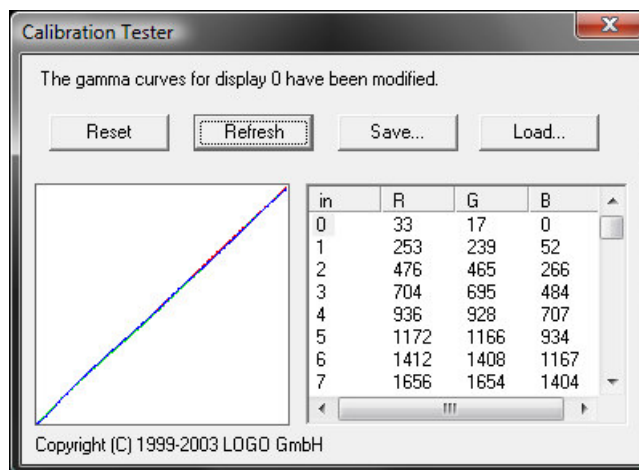 Calibration Tester
The gamma curves for display 0 have been modified.
Reset Refresh Save... Load...
in R G B
0 33 17 0
1 253 239 52
2 476 465 266
3 704 695 484
4 936 928 707
5 1172 1166 934
6 1412 1408 1167
7 1656 1654 1404
Copyright (C) 1999-2003 LOGO GmbH